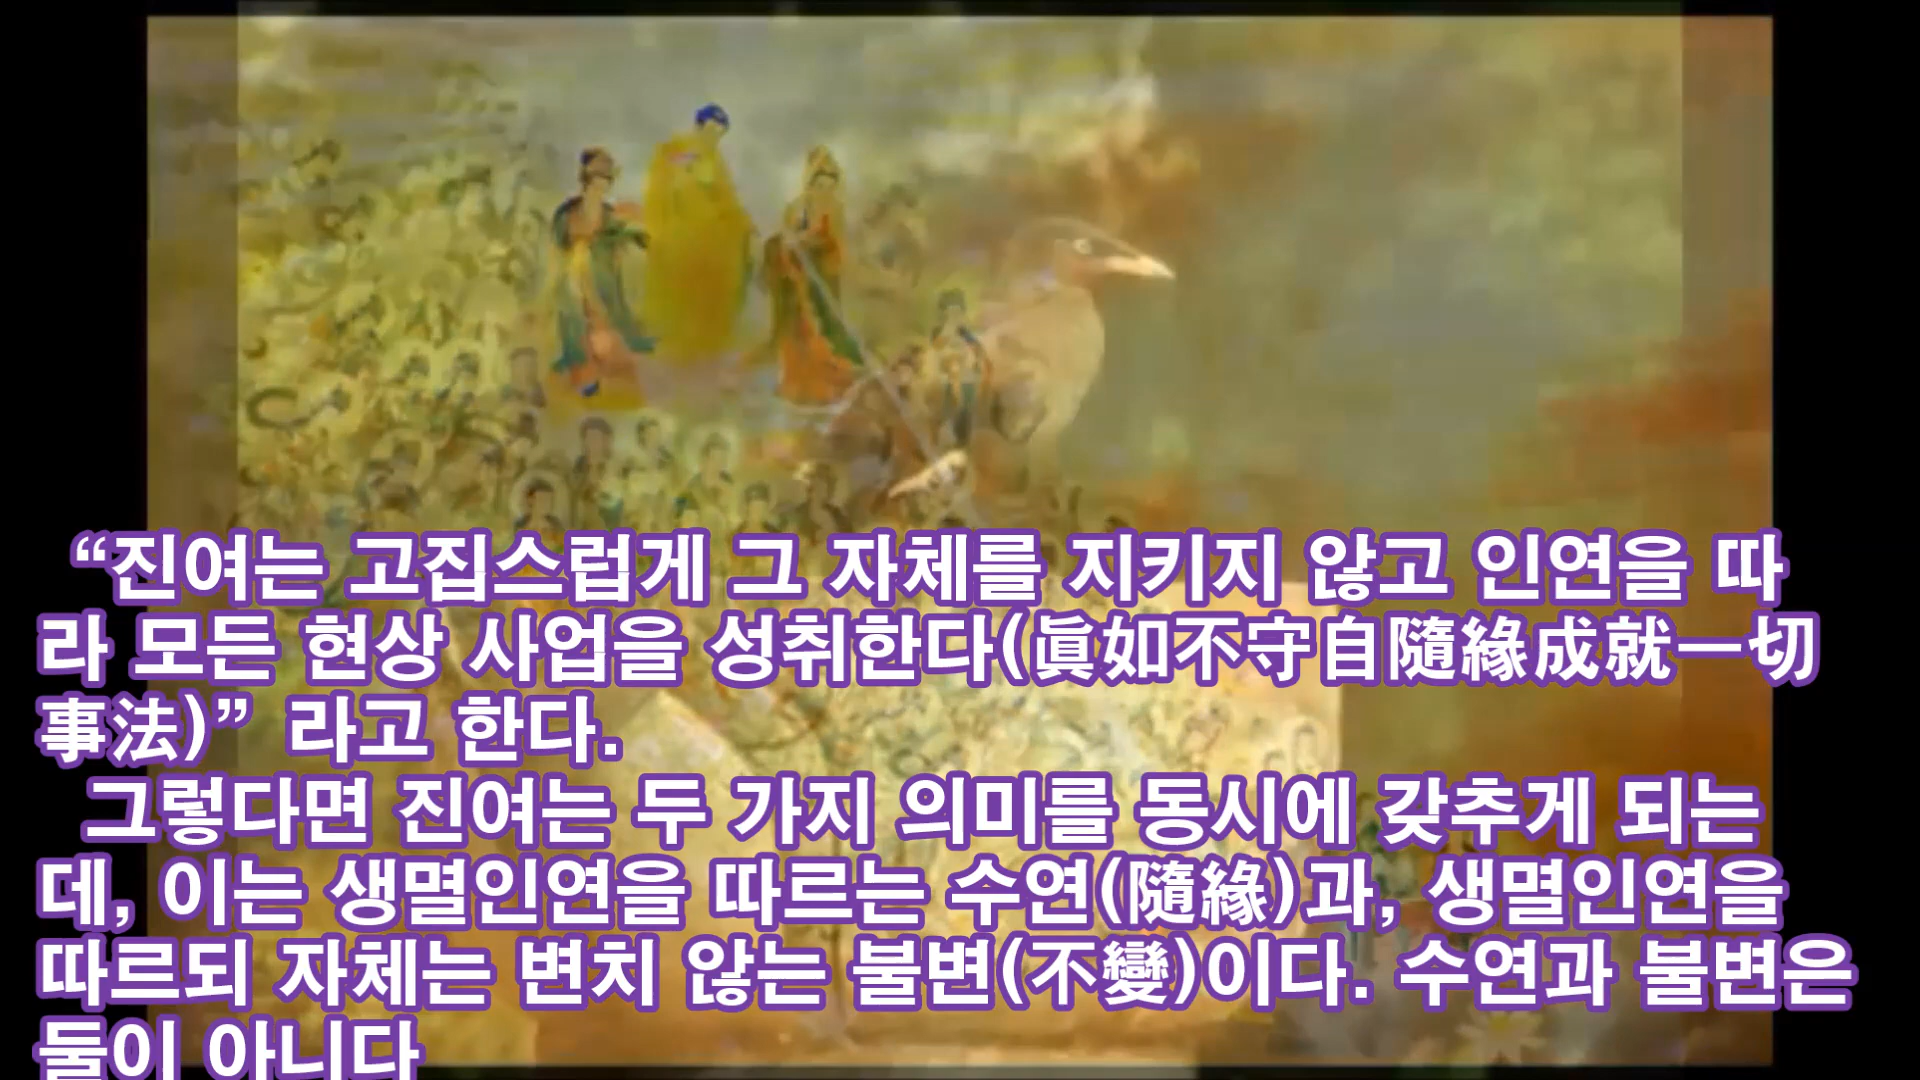 “진여는 고집스럽게 그 자체를 지키지 않고 인연을 따
라 모든 현상 사업을 성취한다(眞如不守自隨緣成就一切
事法)” 라고 한다.
그렇다면 진여는 두 가지 의미를 동시에 갖추게 되는
데, 이는 생멸인연을 따르는 수연(隨緣)과, 생멸인연을
따르되 자체는 변치 않는 불변(不變)이다. 수연과 불변은
둘이 아니다